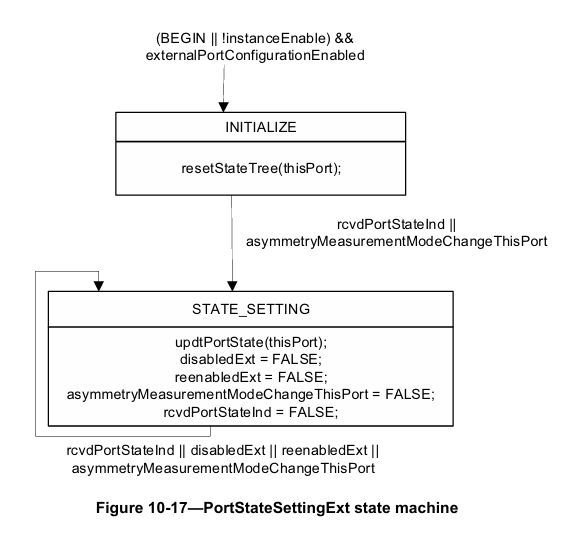 (BEGIN || !instanceEnable) &&
externalPortConfigurationEnabled
INITIALIZE
resetStateTree(thisPort);
rcvdPortStateInd ||
asymmetryMeasurementModeChangeThisPort
STATE_SETTING
updtPortState(thisPort);
disabledExt = FALSE;
reenabledExt = FALSE;
asymmetryMeasurementModeChangeThisPort = FALSE;
rcvdPortStateInd = FALSE;
rcvdPortStateInd || disabledExt || reenabledExt ||
asymmetryMeasurementModeChangeThisPort
Figure 10-17—PortStateSettingExt state machine